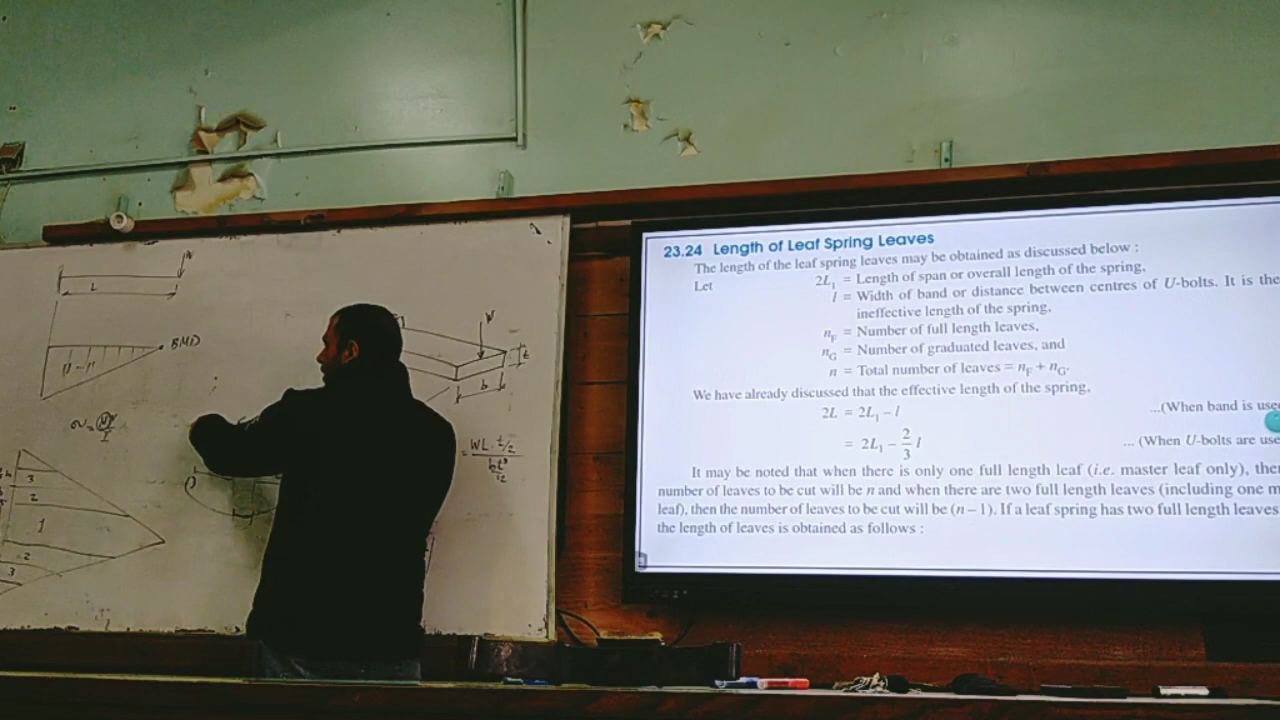 W
L
BMD
W
t
b
WL . t/2
3
2
1
2
3
23.24 Length of Leaf Spring Leaves
The length of the leaf spring leaves may be obtained as discussed below :
Let 2L₁ = Length of span or overall length of the spring,
l = Width of band or distance between centres of U-bolts. It is the
ineffective length of the spring,
n_F = Number of full length leaves,
n_G = Number of graduated leaves, and
n = Total number of leaves = n_F + n_G.
We have already discussed that the effective length of the spring,
2L = 2L₁ – l ...(When band is use
= 2L₁ – 2/3 l ... (When U-bolts are use
It may be noted that when there is only one full length leaf (i.e. master leaf only), the
number of leaves to be cut will be n and when there are two full length leaves (including one m
leaf), then the number of leaves to be cut will be (n – 1). If a leaf spring has two full length leaves
the length of leaves is obtained as follows :